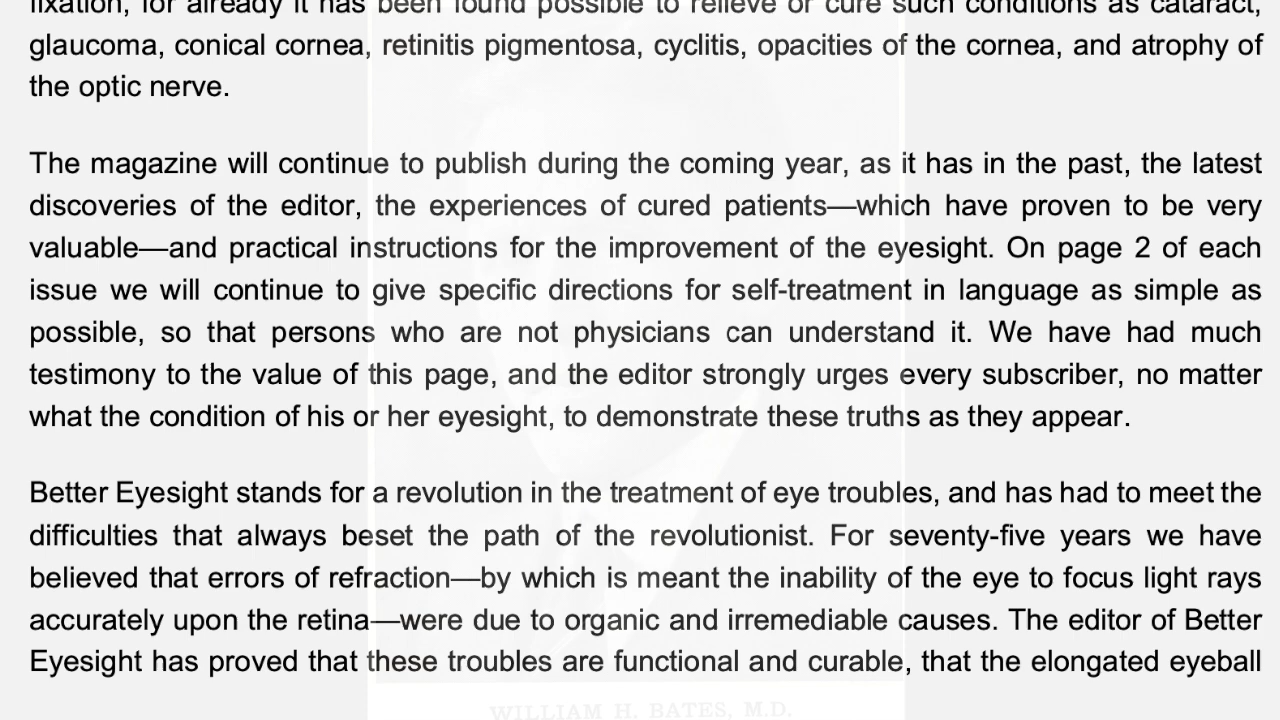 fixation, for already it has been found possible to relieve or cure such conditions as cataract,
glaucoma, conical cornea, retinitis pigmentosa, cyclitis, opacities of the cornea, and atrophy of
the optic nerve.
The magazine will continue to publish during the coming year, as it has in the past, the latest
discoveries of the editor, the experiences of cured patients—which have proven to be very
valuable—and practical instructions for the improvement of the eyesight. On page 2 of each
issue we will continue to give specific directions for self-treatment in language as simple as
possible, so that persons who are not physicians can understand it. We have had much
testimony to the value of this page, and the editor strongly urges every subscriber, no matter
what the condition of his or her eyesight, to demonstrate these truths as they appear.
Better Eyesight stands for a revolution in the treatment of eye troubles, and has had to meet the
difficulties that always beset the path of the revolutionist. For seventy-five years we have
believed that errors of refraction—by which is meant the inability of the eye to focus light rays
accurately upon the retina—were due to organic and irremediable causes. The editor of Better
Eyesight has proved that these troubles are functional and curable, that the elongated eyeball
WILLIAM H. BATES, M.D.